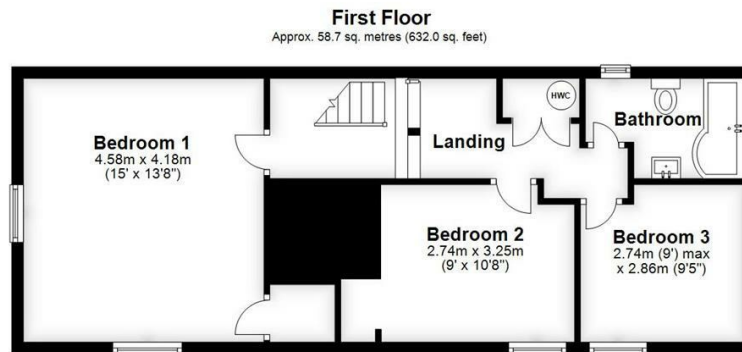 First Floor
Approx. 58.7 sq. metres (632.0 sq. feet)
Bedroom 1
4.58m x 4.18m
(15' x 13'8")
HWC
Landing
Bathroom
Bedroom 2
2.74m x 3.25m
(9' x 10'8")
Bedroom 3
2.74m (9') max
x 2.86m (9'5")